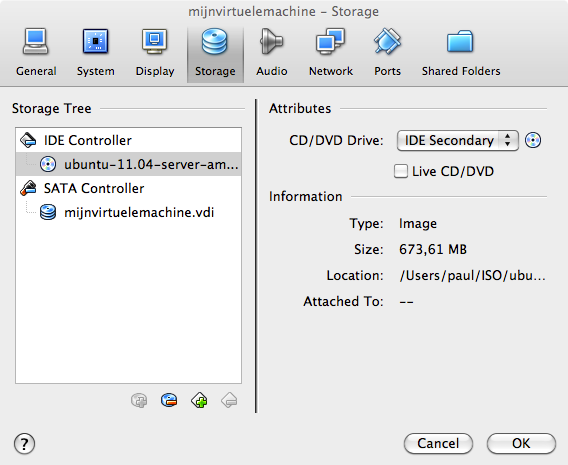 mijnvirtuelemachine – Storage
General System Display Storage Audio Network Ports Shared Folders
Storage Tree
IDE Controller
ubuntu-11.04-server-am...
SATA Controller
mijnvirtuelemachine.vdi
Attributes
CD/DVD Drive: IDE Secondary
Live CD/DVD
Information
Type: Image
Size: 673,61 MB
Location: /Users/paul/ISO/ubu...
Attached To: --
? Cancel OK